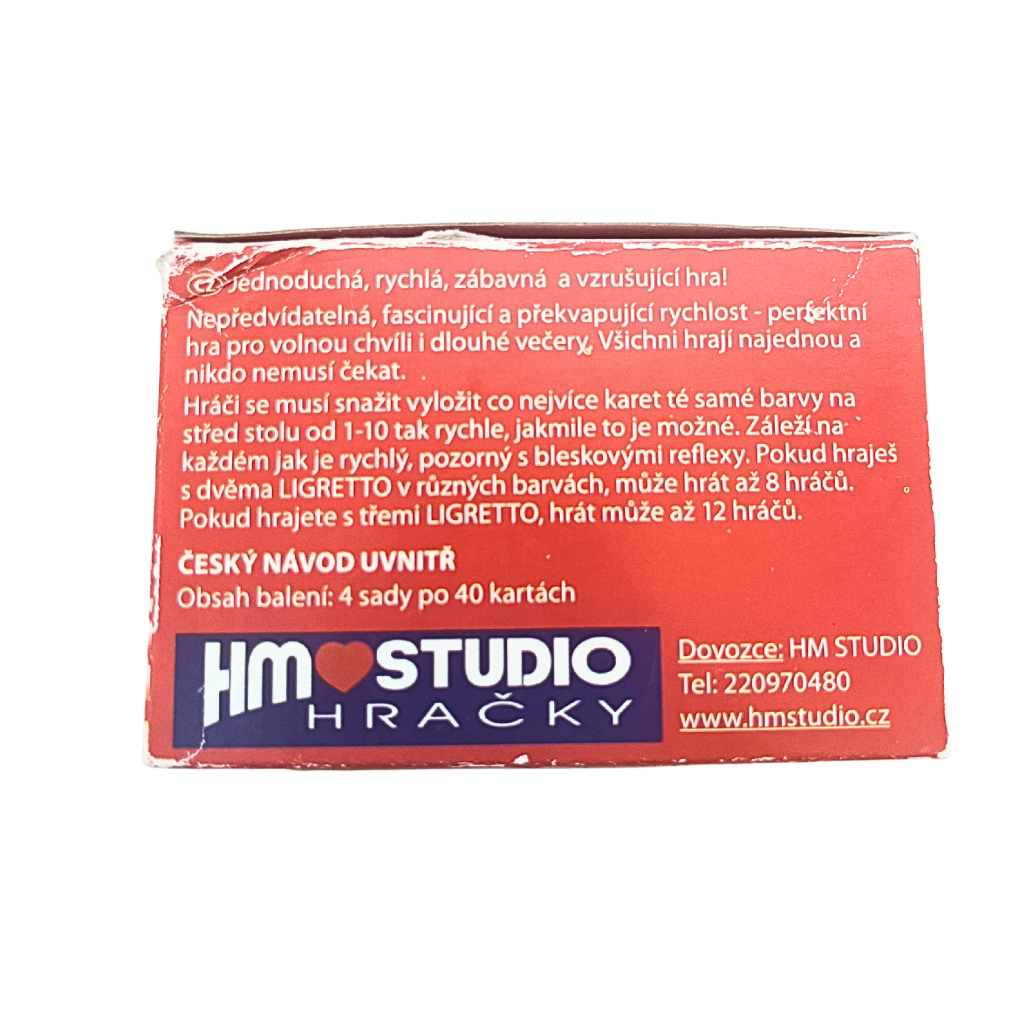 CZ Jednoduchá, rychlá, zábavná a vzrušující hra!
Nepředvídatelná, fascinující a překvapující rychlost - perfektní
hra pro volnou chvíli i dlouhé večery. Všichni hrají najednou a
nikdo nemusí čekat.
Hráči se musí snažit vyložit co nejvíce karet té samé barvy na
střed stolu od 1-10 tak rychle, jakmile to je možné. Záleží na
každém jak je rychlý, pozorný s bleskovými reflexy. Pokud hraješ
s dvěma LIGRETTO v různých barvách, může hrát až 8 hráčů.
Pokud hrajete s třemi LIGRETTO, hrát může až 12 hráčů.
ČESKÝ NÁVOD UVNITŘ
Obsah balení: 4 sady po 40 kartách
HM STUDIO
HRAČKY
Dovozce: HM STUDIO
Tel: 220970480
www.hmstudio.cz